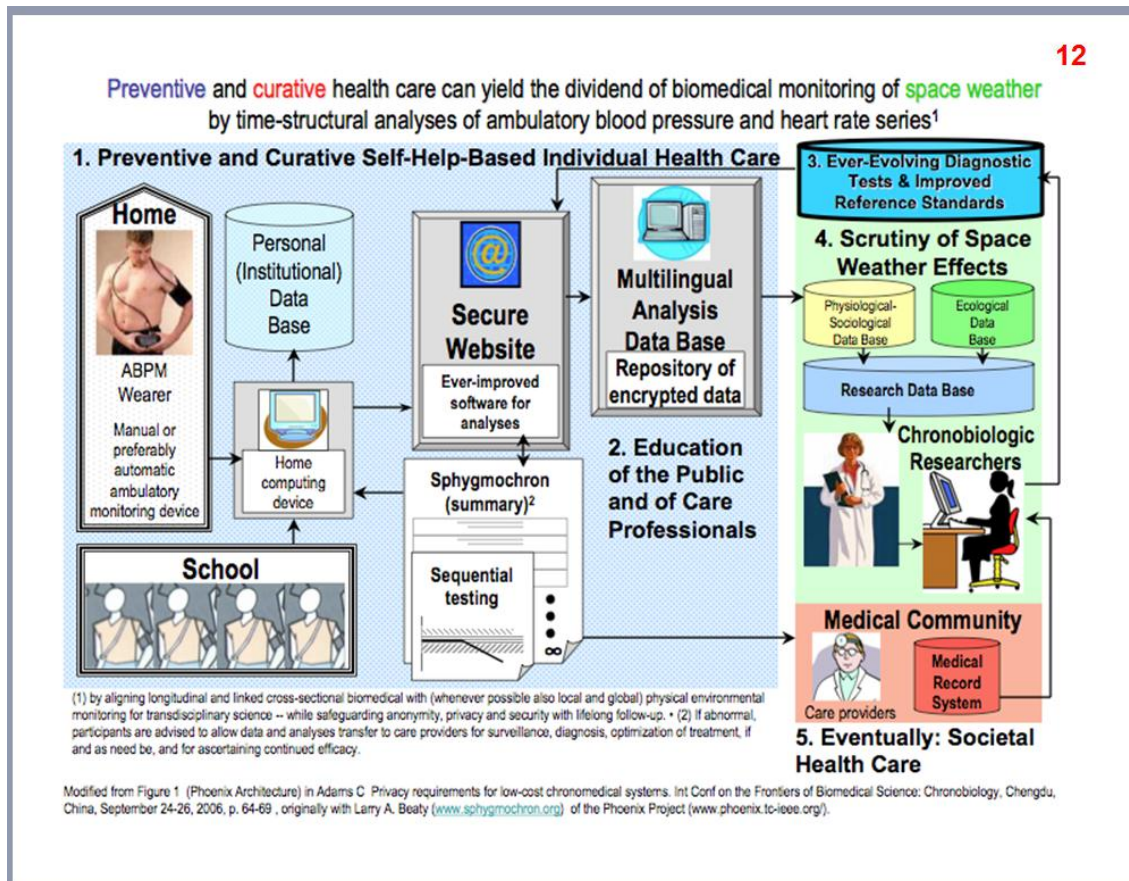 12
Preventive and curative health care can yield the dividend of biomedical monitoring of space weather
by time-structural analyses of ambulatory blood pressure and heart rate series¹
1. Preventive and Curative Self-Help-Based Individual Health Care
Home
ABPM
Wearer
Manual or
preferably
automatic
ambulatory
monitoring device
Personal
(Institutional)
Data
Base
Home
computing
device
School
@
Secure
Website
Ever-improved
software for
analyses
Sphygmochron
(summary)²
Sequential
testing
∞
Multilingual
Analysis
Data Base
Repository of
encrypted data
2. Education
of the Public
and of Care
Professionals
3. Ever-Evolving Diagnostic
Tests & Improved
Reference Standards
4. Scrutiny of Space
Weather Effects
Physiological-
Sociological
Data Base
Ecological
Data
Base
Research Data Base
Chronobiologic
Researchers
Medical Community
Care providers
Medical
Record
System
5. Eventually: Societal
Health Care
(1) by aligning longitudinal and linked cross-sectional biomedical with (whenever possible also local and global) physical environmental
monitoring for transdisciplinary science -- while safeguarding anonymity, privacy and security with lifelong follow-up. • (2) If abnormal,
participants are advised to allow data and analyses transfer to care providers for surveillance, diagnosis, optimization of treatment, if
and as need be, and for ascertaining continued efficacy.
Modified from Figure 1 (Phoenix Architecture) in Adams C Privacy requirements for low-cost chronomedical systems. Int Conf on the Frontiers of Biomedical Science: Chronobiology, Chengdu,
China, September 24-26, 2006, p. 64-69 , originally with Larry A. Beaty (www.sphygmochron.org) of the Phoenix Project (www.phoenix.tc-ieee.org/).